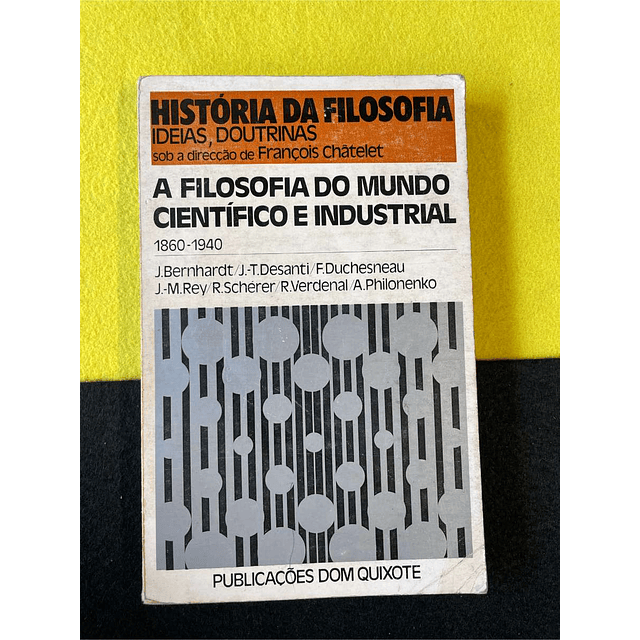 HISTÓRIA DA FILOSOFIA
IDEIAS, DOUTRINAS
sob a direcção de François Châtelet
A FILOSOFIA DO MUNDO
CIENTÍFICO E INDUSTRIAL
1860-1940
J.Bernhardt/J.-T.Desanti/F.Duchesneau
J.-M.Rey/R.Schérer/R.Verdenal/A.Philonenko
PUBLICAÇÕES DOM QUIXOTE